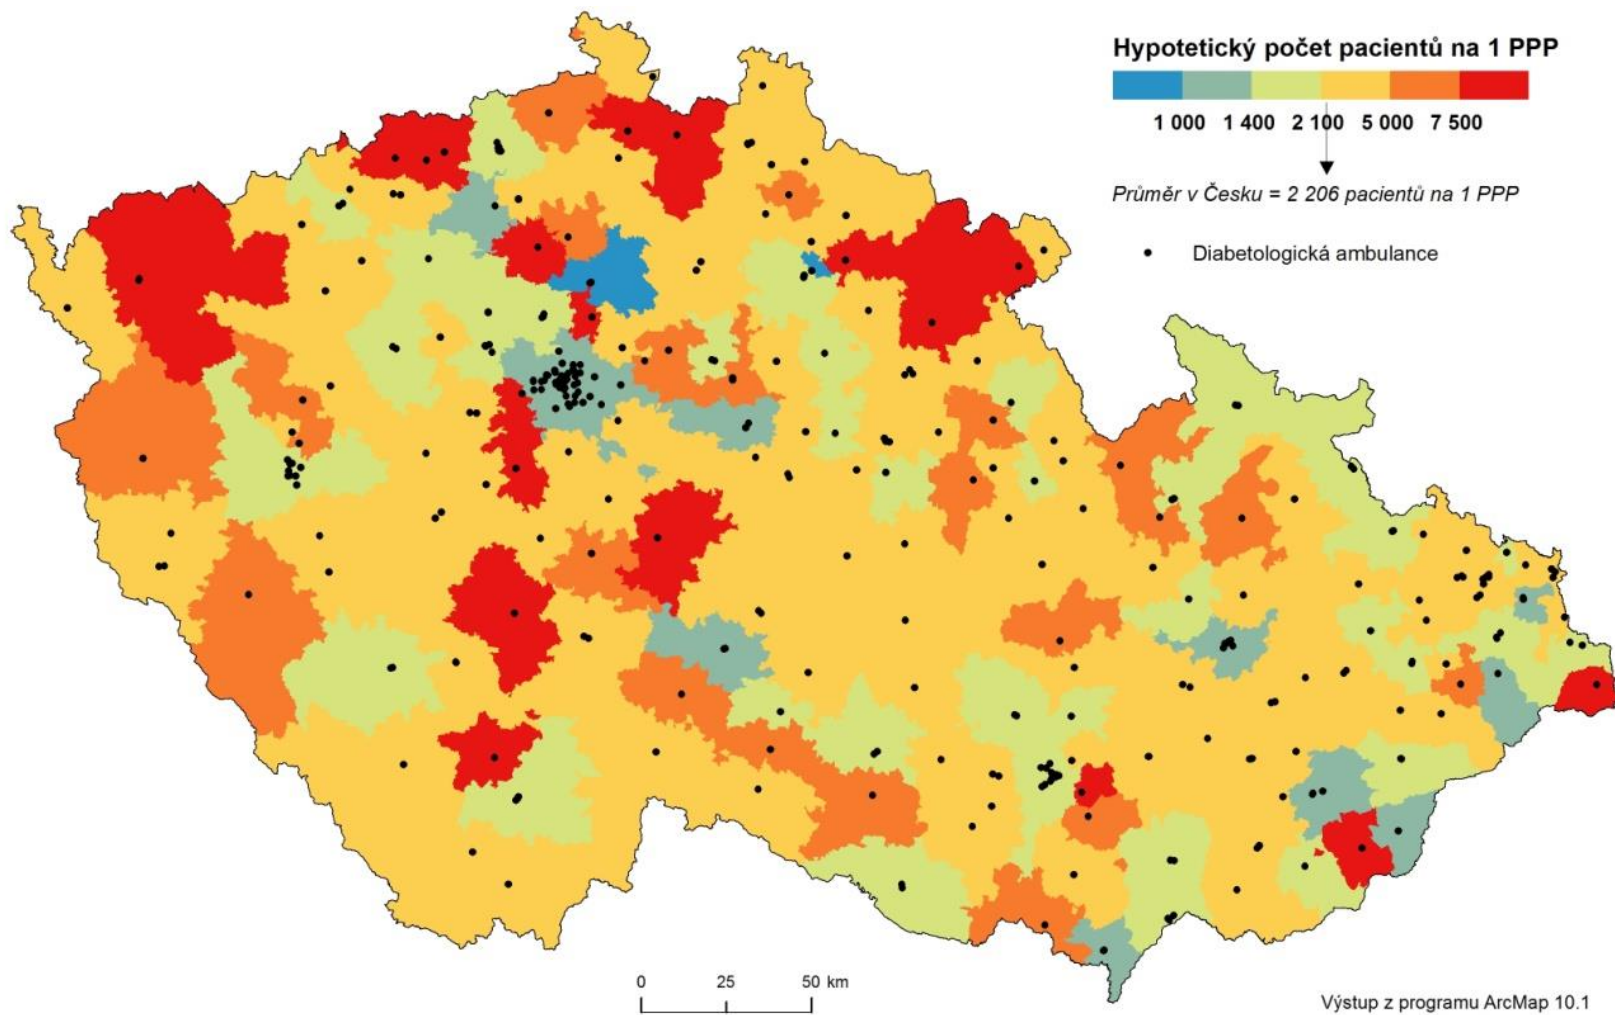 Hypotetický počet pacientů na 1 PPP
1 000 1 400 2 100 5 000 7 500
Průměr v Česku = 2 206 pacientů na 1 PPP
Diabetologická ambulance
0 25 50 km
Výstup z programu ArcMap 10.1